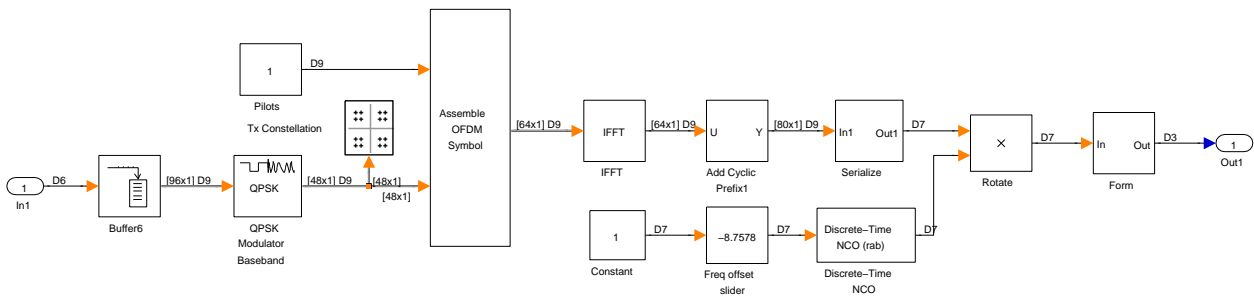 1
D9
Pilots
Tx Constellation
Assemble
OFDM
Symbol
[64x1] D9
IFFT
IFFT
[64x1] D9
U
Y
Add Cyclic
Prefix1
[80x1] D9
In1
Out1
Serialize
D7
×
Rotate
D7
In
Out
Form
D3
1
Out1
1
In1
D6
Buffer6
[96x1] D9
QPSK
QPSK
Modulator
Baseband
[48x1] D9
[48x1]
[48x1]
1
Constant
D7
−8.7578
Freq offset
slider
D7
Discrete−Time
NCO (rab)
Discrete−Time
NCO
D7